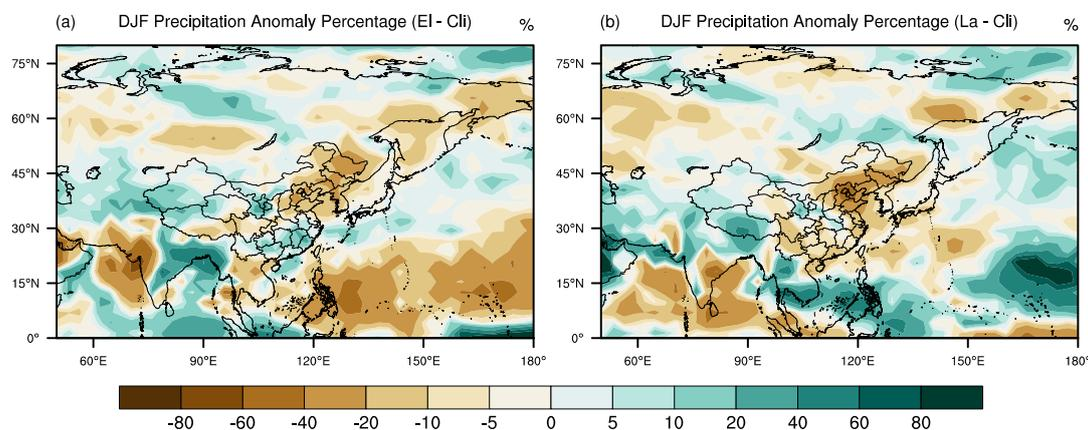 (a) DJF Precipitation Anomaly Percentage (El - Cli) %
75°N
60°N
45°N
30°N
15°N
0°
60°E 90°E 120°E 150°E 180°
(b) DJF Precipitation Anomaly Percentage (La - Cli) %
75°N
60°N
45°N
30°N
15°N
0°
60°E 90°E 120°E 150°E 180°
-80 -60 -40 -20 -10 -5 0 5 10 20 40 60 80